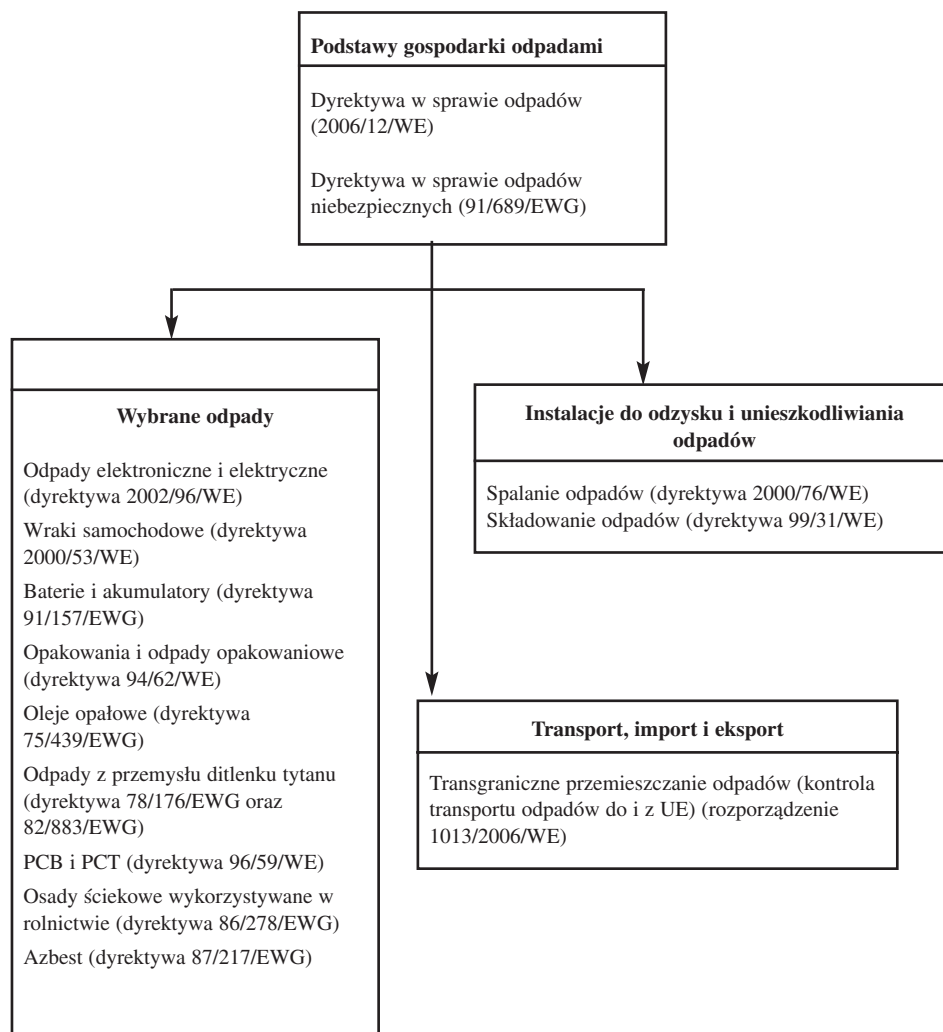 Podstawy gospodarki odpadami
Dyrektywa w sprawie odpadów
(2006/12/WE)
Dyrektywa w sprawie odpadów
niebezpiecznych (91/689/EWG)
Wybrane odpady
Odpady elektroniczne i elektryczne
(dyrektywa 2002/96/WE)
Wraki samochodowe (dyrektywa
2000/53/WE)
Baterie i akumulatory (dyrektywa
91/157/EWG)
Opakowania i odpady opakowaniowe
(dyrektywa 94/62/WE)
Oleje opałowe (dyrektywa
75/439/EWG)
Odpady z przemysłu ditlenku tytanu
(dyrektywa 78/176/EWG oraz
82/883/EWG)
PCB i PCT (dyrektywa 96/59/WE)
Osady ściekowe wykorzystywane w
rolnictwie (dyrektywa 86/278/EWG)
Azbest (dyrektywa 87/217/EWG)
Instalacje do odzysku i unieszkodliwiania
odpadów
Spalanie odpadów (dyrektywa 2000/76/WE)
Składowanie odpadów (dyrektywa 99/31/WE)
Transport, import i eksport
Transgraniczne przemieszczanie odpadów (kontrola
transportu odpadów do i z UE) (rozporządzenie
1013/2006/WE)